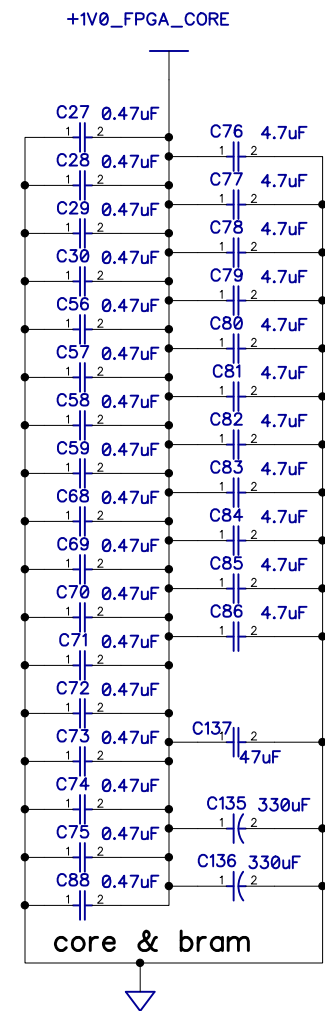 +1V0_FPGA_CORE
C27 0.47uF
1 2
C76 4.7uF
1 2
C28 0.47uF
1 2
C77 4.7uF
1 2
C29 0.47uF
1 2
C78 4.7uF
1 2
C30 0.47uF
1 2
C79 4.7uF
1 2
C56 0.47uF
1 2
C80 4.7uF
1 2
C57 0.47uF
1 2
C81 4.7uF
1 2
C58 0.47uF
1 2
C82 4.7uF
1 2
C59 0.47uF
1 2
C83 4.7uF
1 2
C68 0.47uF
1 2
C84 4.7uF
1 2
C69 0.47uF
1 2
C85 4.7uF
1 2
C70 0.47uF
1 2
C86 4.7uF
1 2
C71 0.47uF
1 2
C72 0.47uF
1 2
C73 0.47uF
1 2
C137
1 2
47uF
C74 0.47uF
1 2
C135 330uF
1 2
C75 0.47uF
1 2
C136 330uF
1 2
C88 0.47uF
1 2
core & bram